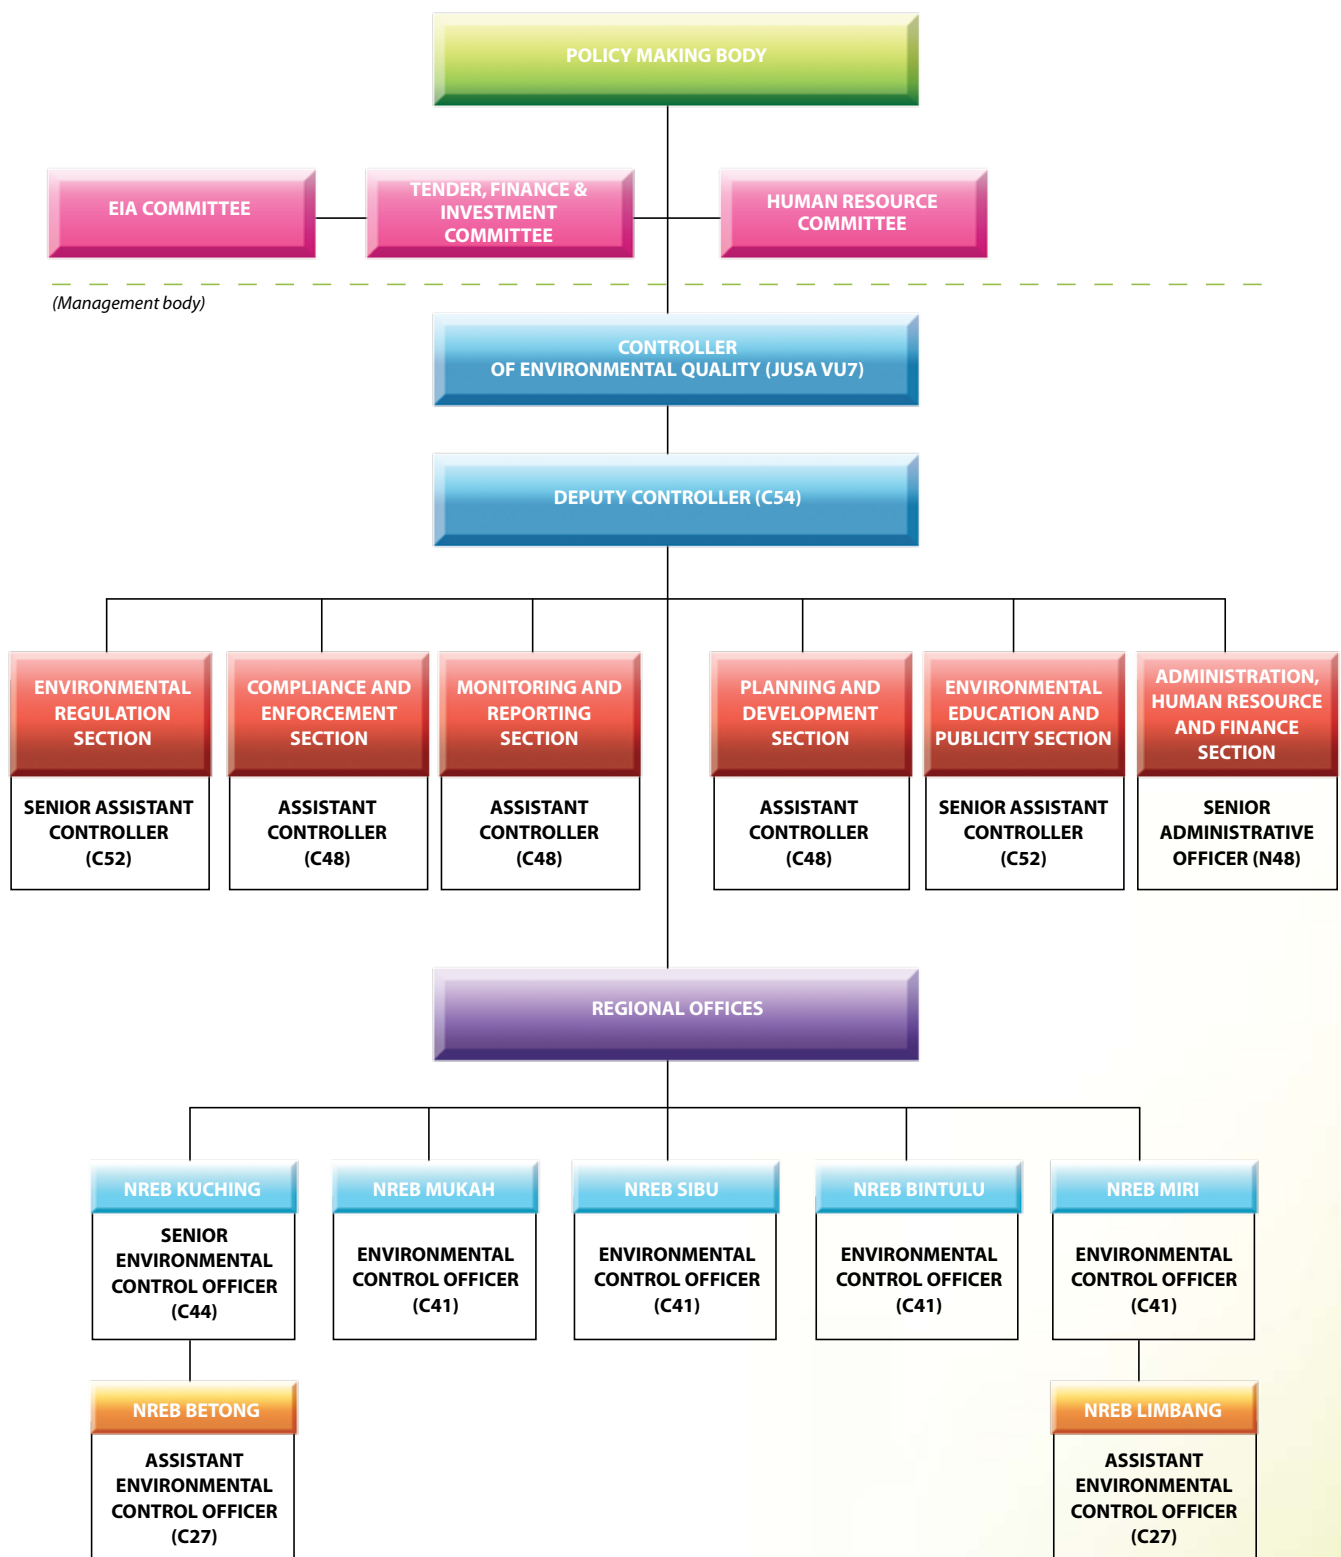 POLICY MAKING BODY
EIA COMMITTEE
TENDER, FINANCE &
INVESTMENT
COMMITTEE
HUMAN RESOURCE
COMMITTEE
(Management body)
CONTROLLER
OF ENVIRONMENTAL QUALITY (JUSA VU7)
DEPUTY CONTROLLER (C54)
ENVIRONMENTAL
REGULATION
SECTION
SENIOR ASSISTANT
CONTROLLER
(C52)
COMPLIANCE AND
ENFORCEMENT
SECTION
ASSISTANT
CONTROLLER
(C48)
MONITORING AND
REPORTING
SECTION
ASSISTANT
CONTROLLER
(C48)
PLANNING AND
DEVELOPMENT
SECTION
ASSISTANT
CONTROLLER
(C48)
ENVIRONMENTAL
EDUCATION AND
PUBLICITY SECTION
SENIOR ASSISTANT
CONTROLLER
(C52)
ADMINISTRATION,
HUMAN RESOURCE
AND FINANCE
SECTION
SENIOR
ADMINISTRATIVE
OFFICER (N48)
REGIONAL OFFICES
NREB KUCHING
SENIOR
ENVIRONMENTAL
CONTROL OFFICER
(C44)
NREB MUKAH
ENVIRONMENTAL
CONTROL OFFICER
(C41)
NREB SIBU
ENVIRONMENTAL
CONTROL OFFICER
(C41)
NREB BINTULU
ENVIRONMENTAL
CONTROL OFFICER
(C41)
NREB MIRI
ENVIRONMENTAL
CONTROL OFFICER
(C41)
NREB BETONG
ASSISTANT
ENVIRONMENTAL
CONTROL OFFICER
(C27)
NREB LIMBANG
ASSISTANT
ENVIRONMENTAL
CONTROL OFFICER
(C27)